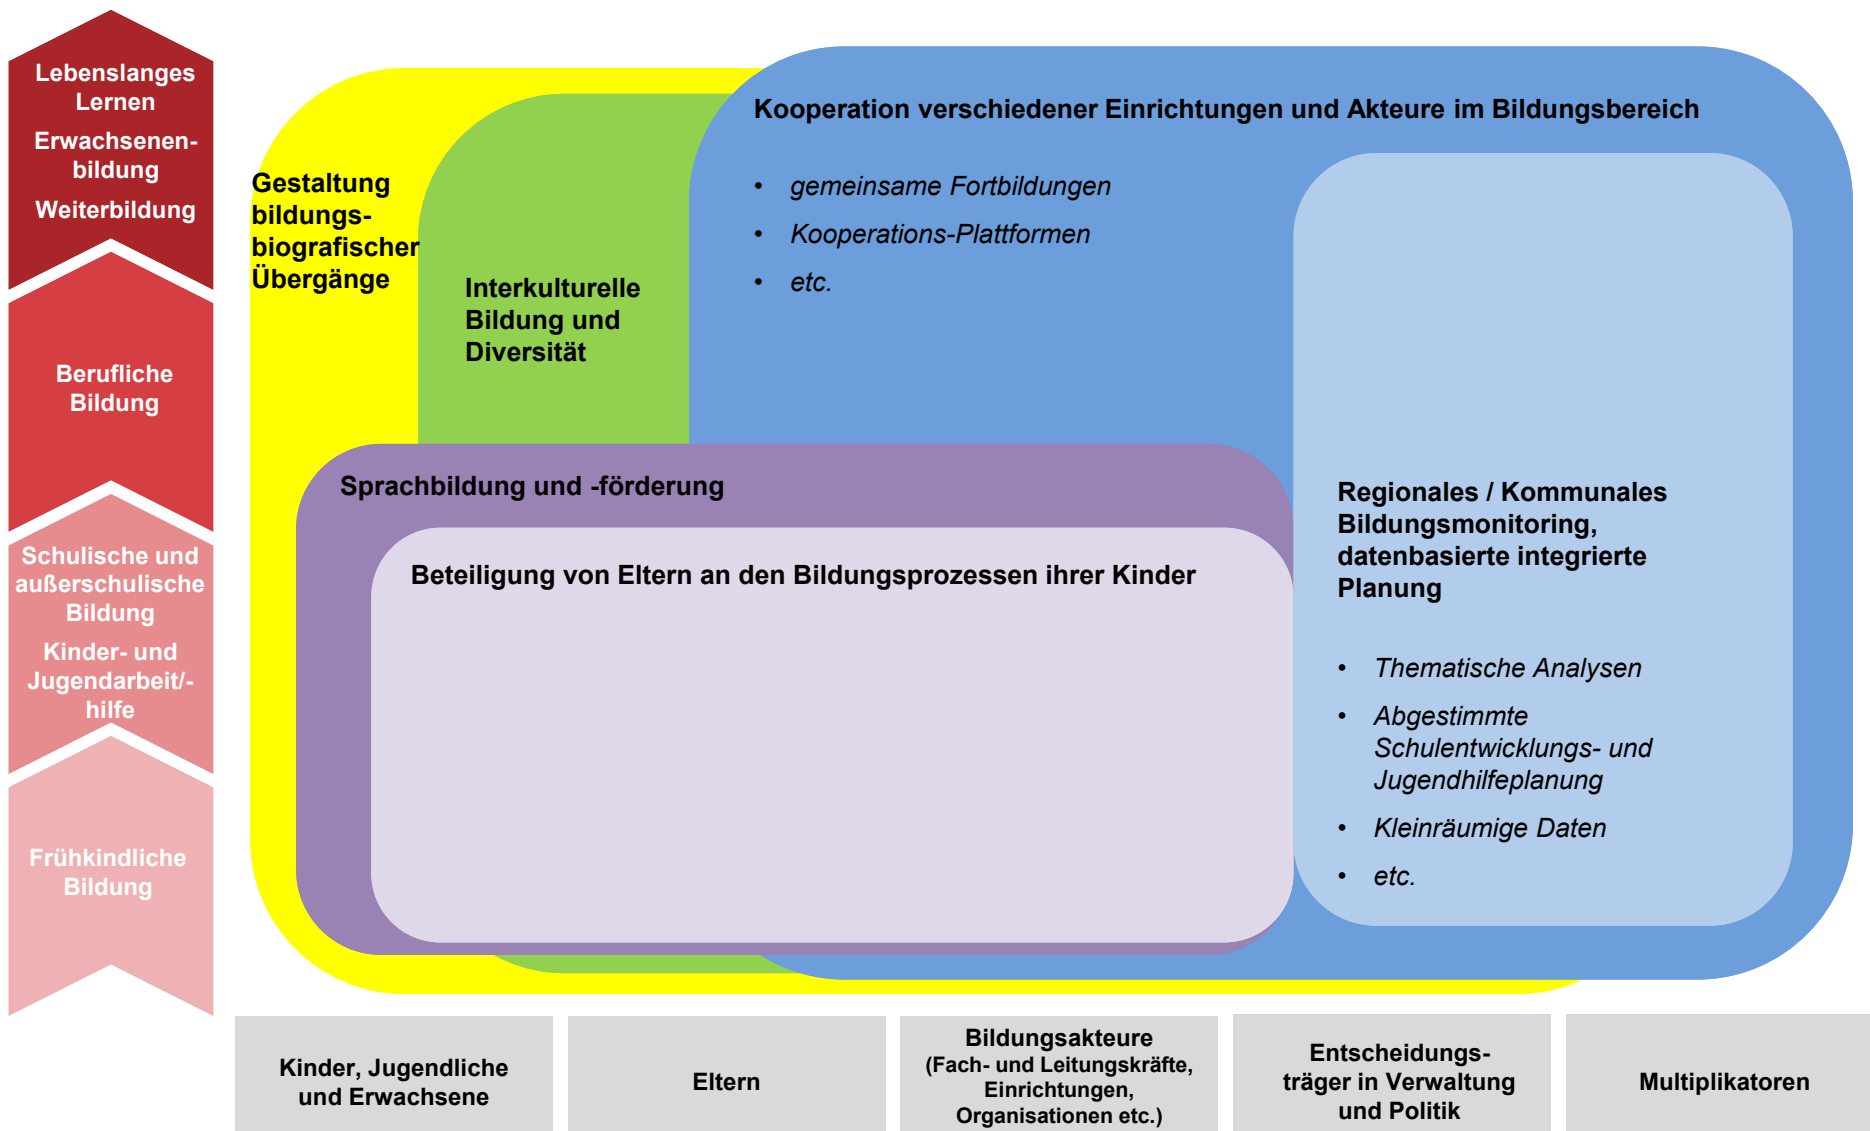 Lebenslanges
Lernen
Erwachsenen-
bildung
Weiterbildung
Berufliche
Bildung
Schulische und
außerschulische
Bildung
Kinder- und
Jugendarbeit/-
hilfe
Frühkindliche
Bildung
Gestaltung
bildungs-
biografischer
Übergänge
Interkulturelle
Bildung und
Diversität
Kooperation verschiedener Einrichtungen und Akteure im Bildungsbereich
• gemeinsame Fortbildungen
• Kooperations-Plattformen
• etc.
Sprachbildung und -förderung
Beteiligung von Eltern an den Bildungsprozessen ihrer Kinder
Regionales / Kommunales
Bildungsmonitoring,
datenbasierte integrierte
Planung
• Thematische Analysen
• Abgestimmte
Schulentwicklungs- und
Jugendhilfeplanung
• Kleinräumige Daten
• etc.
Kinder, Jugendliche
und Erwachsene
Eltern
Bildungsakteure
(Fach- und Leitungskräfte,
Einrichtungen,
Organisationen etc.)
Entscheidungs-
träger in Verwaltung
und Politik
Multiplikatoren